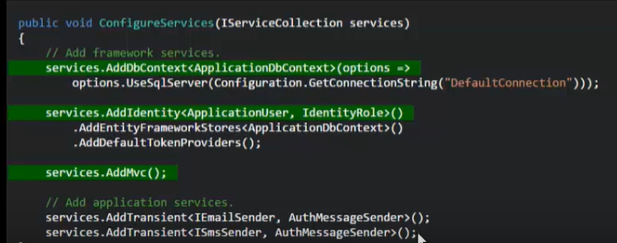 public void ConfigureServices(IServiceCollection services)
{
// Add framework services.
services.AddDbContext<ApplicationDbContext>(options =>
options.UseSqlServer(Configuration.GetConnectionString("DefaultConnection")));
services.AddIdentity<ApplicationUser, IdentityRole>()
.AddEntityFrameworkStores<ApplicationDbContext>()
.AddDefaultTokenProviders();
services.AddMvc();
// Add application services.
services.AddTransient<IEmailSender, AuthMessageSender>();
services.AddTransient<ISmsSender, AuthMessageSender>();